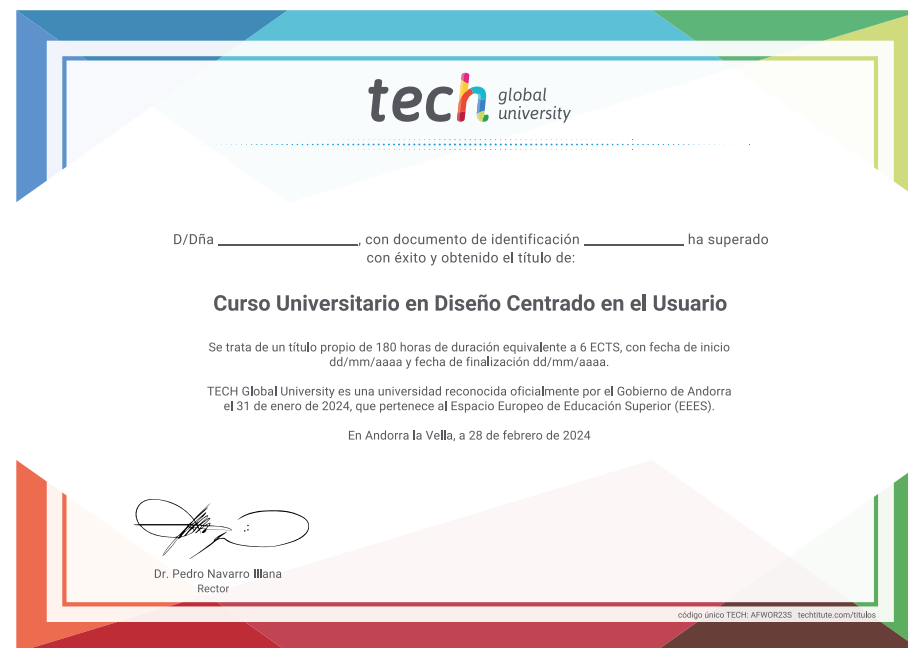 tech global university
D/Dña ____________________, con documento de identificación ______________ ha superado
con éxito y obtenido el título de:
Curso Universitario en Diseño Centrado en el Usuario
Se trata de un título propio de 180 horas de duración equivalente a 6 ECTS, con fecha de inicio
dd/mm/aaaa y fecha de finalización dd/mm/aaaa.
TECH Global University es una universidad reconocida oficialmente por el Gobierno de Andorra
el 31 de enero de 2024, que pertenece al Espacio Europeo de Educación Superior (EEES).
En Andorra la Vella, a 28 de febrero de 2024
Dr. Pedro Navarro Illana
Rector
código único TECH: AFWOR23S techtitute.com/titulos